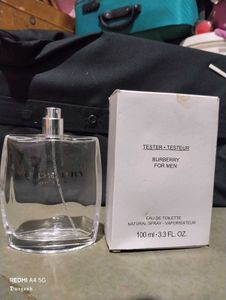 BURBERRY
TESTER - TESTEUR
BURBERRY
FOR MEN
EAU DE TOILETTE
NATURAL SPRAY - VAPORISATEUR
100 ml - 3.3 FL. OZ.
REDMI A4 5G